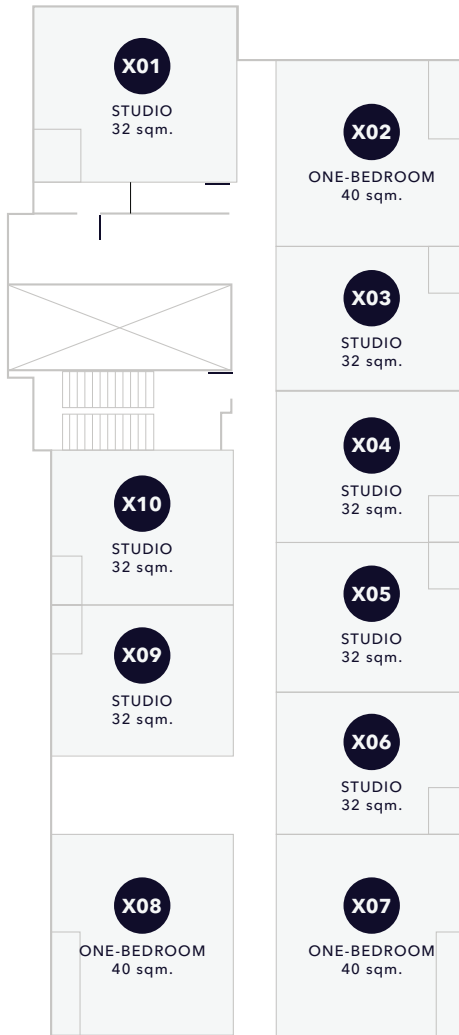 X01
STUDIO
32 sqm.
X02
ONE-BEDROOM
40 sqm.
X03
STUDIO
32 sqm.
X04
STUDIO
32 sqm.
X10
STUDIO
32 sqm.
X05
STUDIO
32 sqm.
X09
STUDIO
32 sqm.
X06
STUDIO
32 sqm.
X08
ONE-BEDROOM
40 sqm.
X07
ONE-BEDROOM
40 sqm.